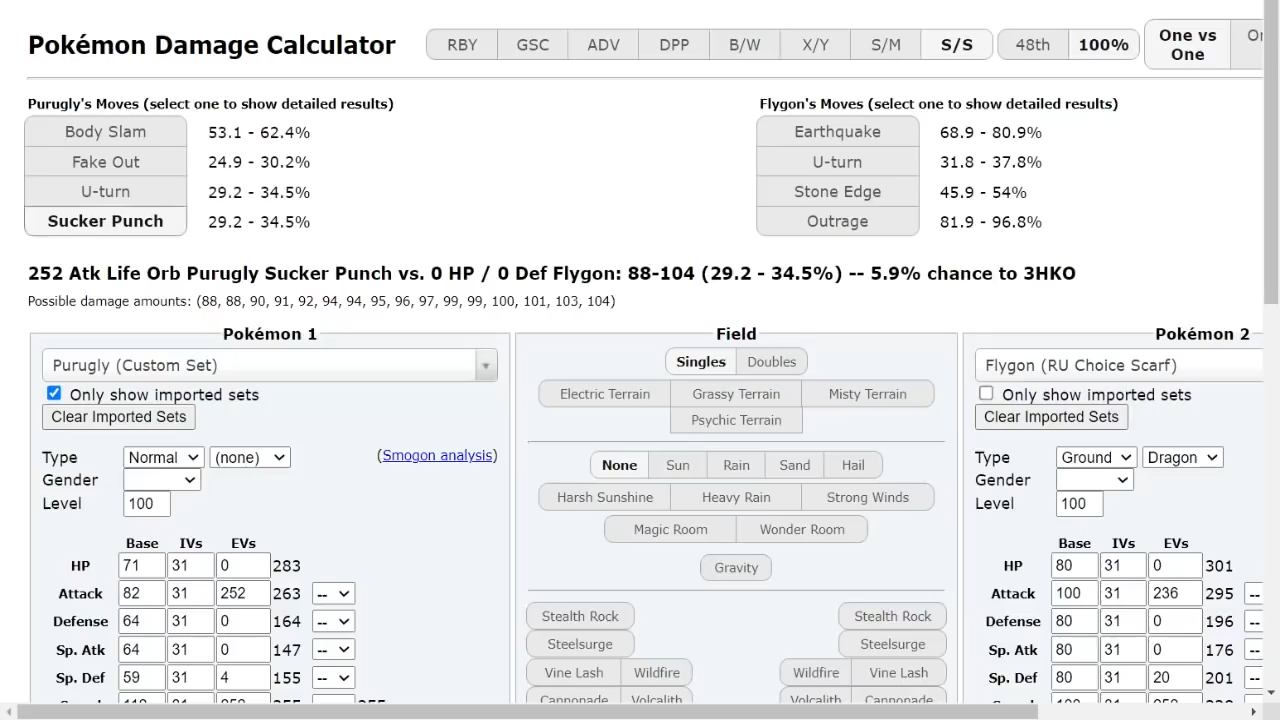 Pokémon Damage Calculator RBY GSC ADV DPP B/W X/Y S/M S/S 48th 100% One vs One
Purugly's Moves (select one to show detailed results) Flygon's Moves (select one to show detailed results)
Body Slam 53.1 - 62.4% Earthquake 68.9 - 80.9%
Fake Out 24.9 - 30.2% U-turn 31.8 - 37.8%
U-turn 29.2 - 34.5% Stone Edge 45.9 - 54%
Sucker Punch 29.2 - 34.5% Outrage 81.9 - 96.8%
252 Atk Life Orb Purugly Sucker Punch vs. 0 HP / 0 Def Flygon: 88-104 (29.2 - 34.5%) -- 5.9% chance to 3HKO
Possible damage amounts: (88, 88, 90, 91, 92, 94, 94, 95, 96, 97, 99, 99, 100, 101, 103, 104)
Pokémon 1
Purugly (Custom Set)
Only show imported sets
Clear Imported Sets
Type Normal (none) (Smogon analysis)
Gender
Level 100
Base IVs EVs
HP 71 31 0 283
Attack 82 31 252 263 --
Defense 64 31 0 164 --
Sp. Atk 64 31 0 147 --
Sp. Def 59 31 4 155 --
Field
Singles Doubles
Electric Terrain Grassy Terrain Misty Terrain
Psychic Terrain
None Sun Rain Sand Hail
Harsh Sunshine Heavy Rain Strong Winds
Magic Room Wonder Room
Gravity
Stealth Rock Stealth Rock
Steelsurge Steelsurge
Vine Lash Wildfire Wildfire Vine Lash
Cannonade Volcalith Volcalith Cannonade
Pokémon 2
Flygon (RU Choice Scarf)
Only show imported sets
Clear Imported Sets
Type Ground Dragon
Gender
Level 100
Base IVs EVs
HP 80 31 0 301
Attack 100 31 236 295 --
Defense 80 31 0 196 --
Sp. Atk 80 31 0 176 --
Sp. Def 80 31 20 201 --